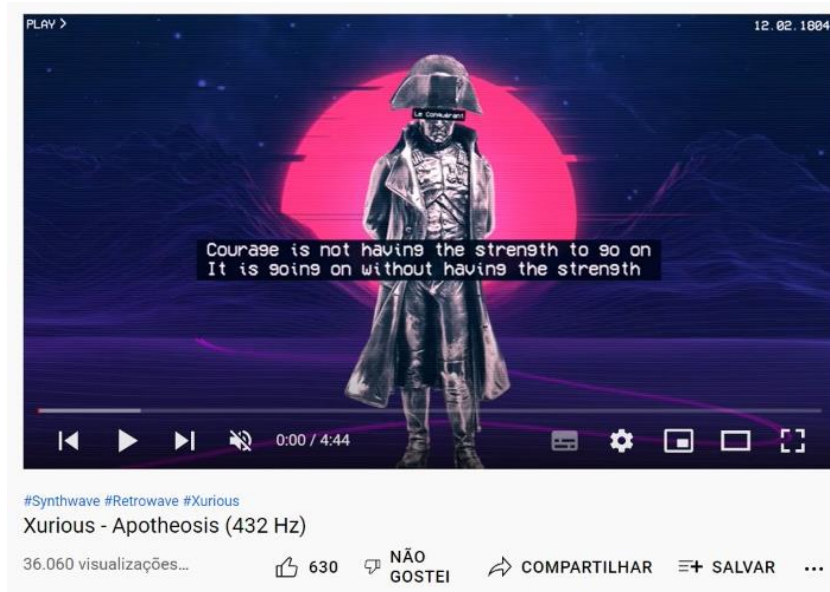 PLAY >
12.02.1804
Le Conquérant
Courage is not having the strength to go on
It is going on without having the strength
0:00 / 4:44
#Synthwave #Retrowave #Xurious
Xurious - Apotheosis (432 Hz)
36.060 visualizações...
630
NÃO
GOSTEI
COMPARTILHAR
SALVAR
...